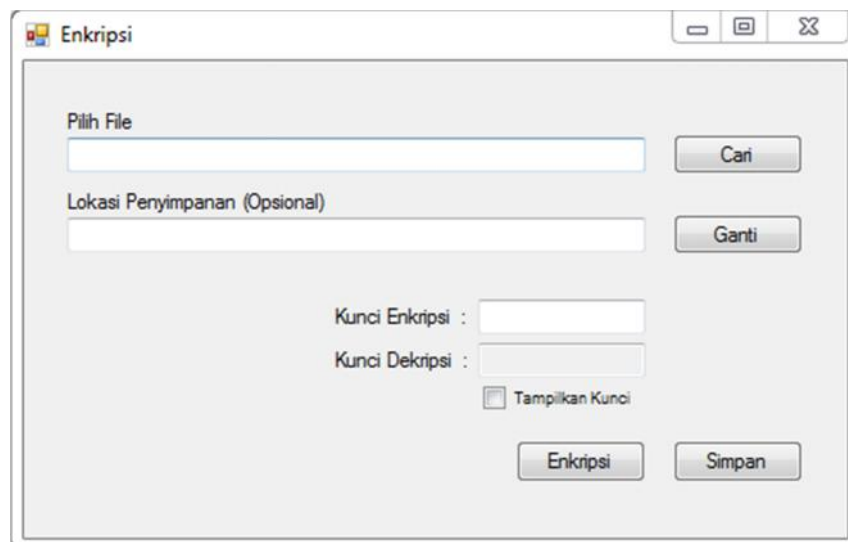 Enkripsi
Pilih File
Cari
Lokasi Penyimpanan (Opsional)
Ganti
Kunci Enkripsi :
Kunci Dekripsi :
Tampilkan Kunci
Enkripsi Simpan